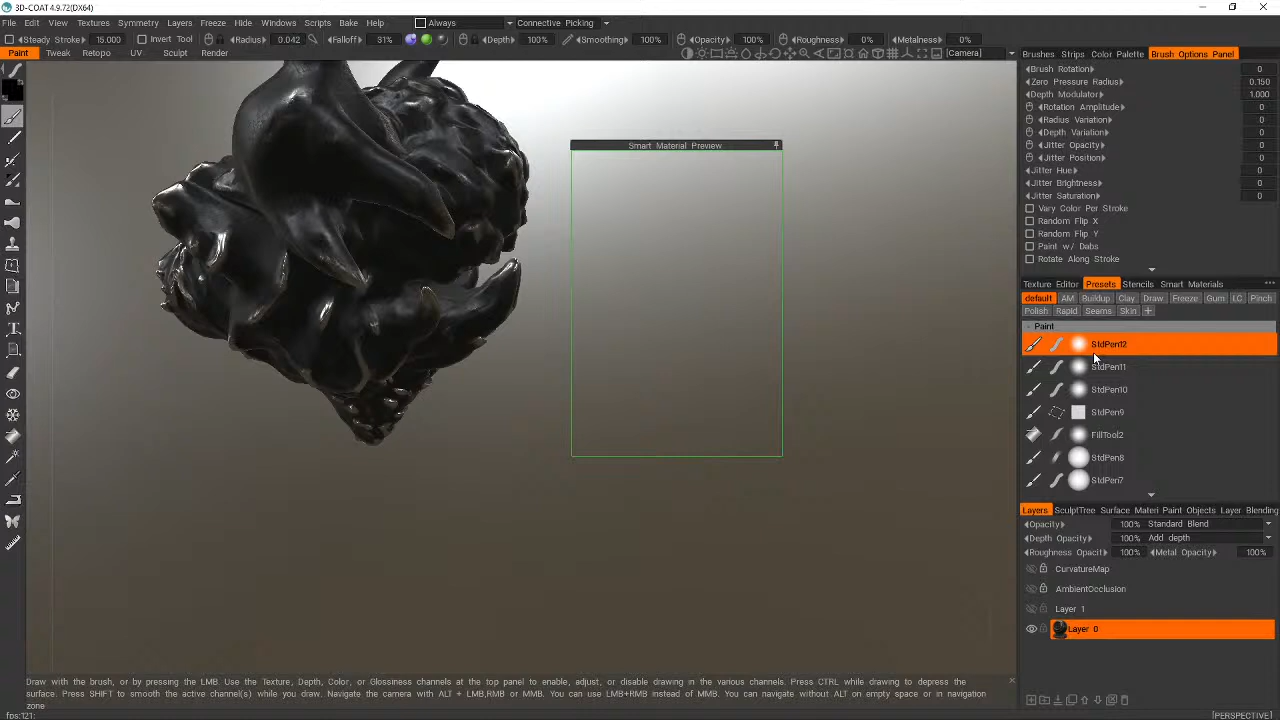 3D-COAT 4.9.72(DX64)
File Edit View Textures Symmetry Layers Freeze Hide Windows Scripts Bake Help Always Connective Picking
Steady Stroke 15.000 Invert Tool Radius 0.042 Falloff 31% Depth 100% Smoothing 100% Opacity 100% Roughness 0% Metalness 0%
Paint Tweak Retopo UV Sculpt Render [Camera]
Brushes Strips Color Palette Brush Options Panel
Brush Rotation 0
Zero Pressure Radius 0.150
Depth Modulator 1.000
Rotation Amplitude 0
Radius Variation 0
Depth Variation 0
Jitter Opacity 0
Jitter Position 0
Jitter Hue 0
Jitter Brightness 0
Jitter Saturation 0
Vary Color Per Stroke
Random Flip X
Random Flip Y
Paint w/ Dabs
Rotate Along Stroke
Smart Material Preview
Texture Editor Presets Stencils Smart Materials
default AM Buildup Clay Draw Freeze Gum LC Pinch
Polish Rapid Seams Skin +
- Paint
StdPen12
StdPen11
StdPen10
StdPen9
FillTool2
StdPen8
StdPen7
Layers SculptTree Surface Materi Paint Objects Layer Blending
Opacity 100% Standard Blend
Depth Opacity 100% Add depth
Roughness Opacit 100% Metal Opacity 100%
CurvatureMap
AmbientOcclusion
Layer 1
Layer 0
Draw with the brush, or by pressing the LMB. Use the Texture, Depth, Color, or Glossiness channels at the top panel to enable, adjust, or disable drawing in the various channels. Press CTRL while drawing to depress the
surface. Press SHIFT to smooth the active channel(s) while you draw. Navigate the camera with ALT + LMB,RMB or MMB. You can use LMB+RMB instead of MMB. You can navigate without ALT on empty space or in navigation
zone
fps:121; [PERSPECTIVE]